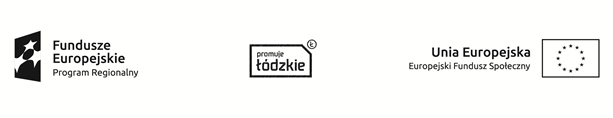 Fundusze
Europejskie
Program Regionalny
promuje
łódzkie
Ł
Unia Europejska
Europejski Fundusz Społeczny